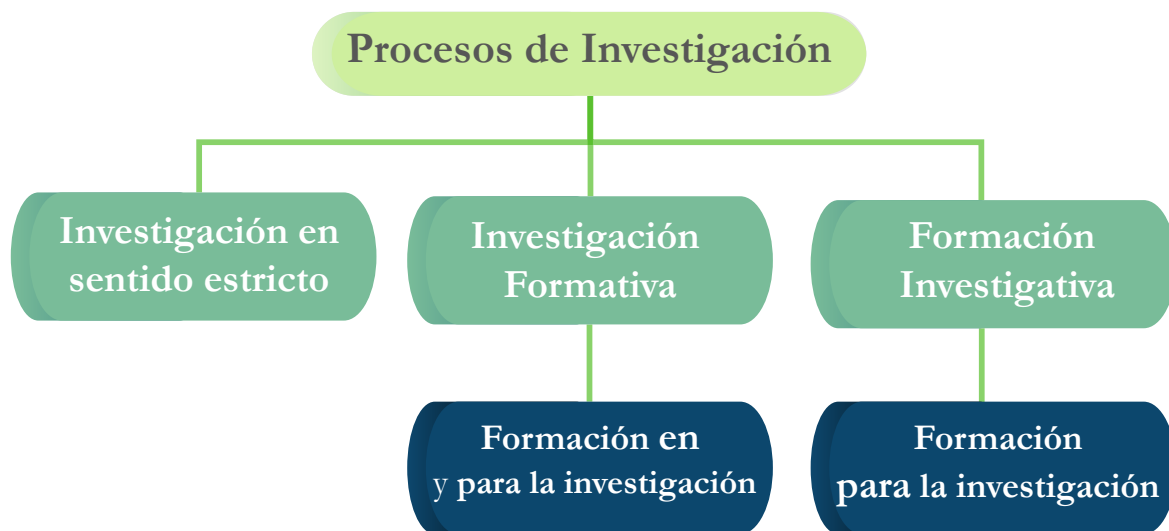 Procesos de Investigación
Investigación en
sentido estricto
Investigación
Formativa
Formación
Investigativa
Formación en
y para la investigación
Formación
para la investigación